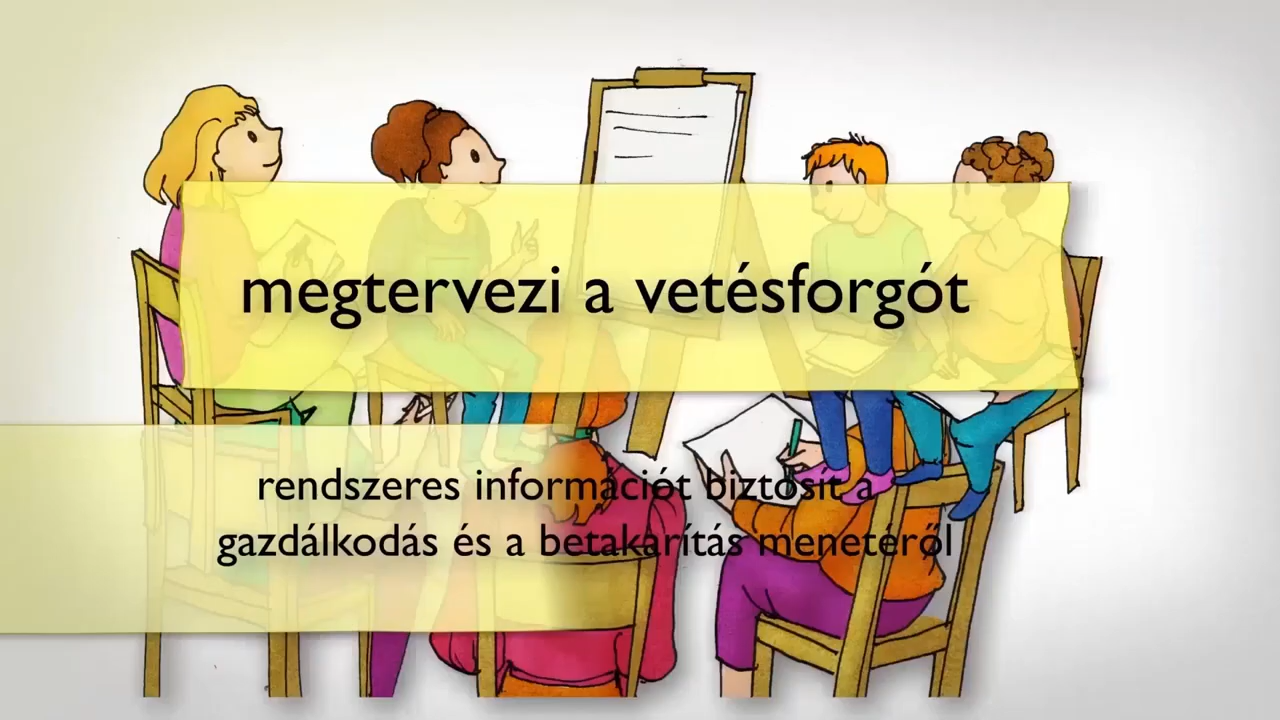 megtervezi a vetésforgót
rendszeres információt biztosít a
gazdálkodás és a betakarítás menetéről